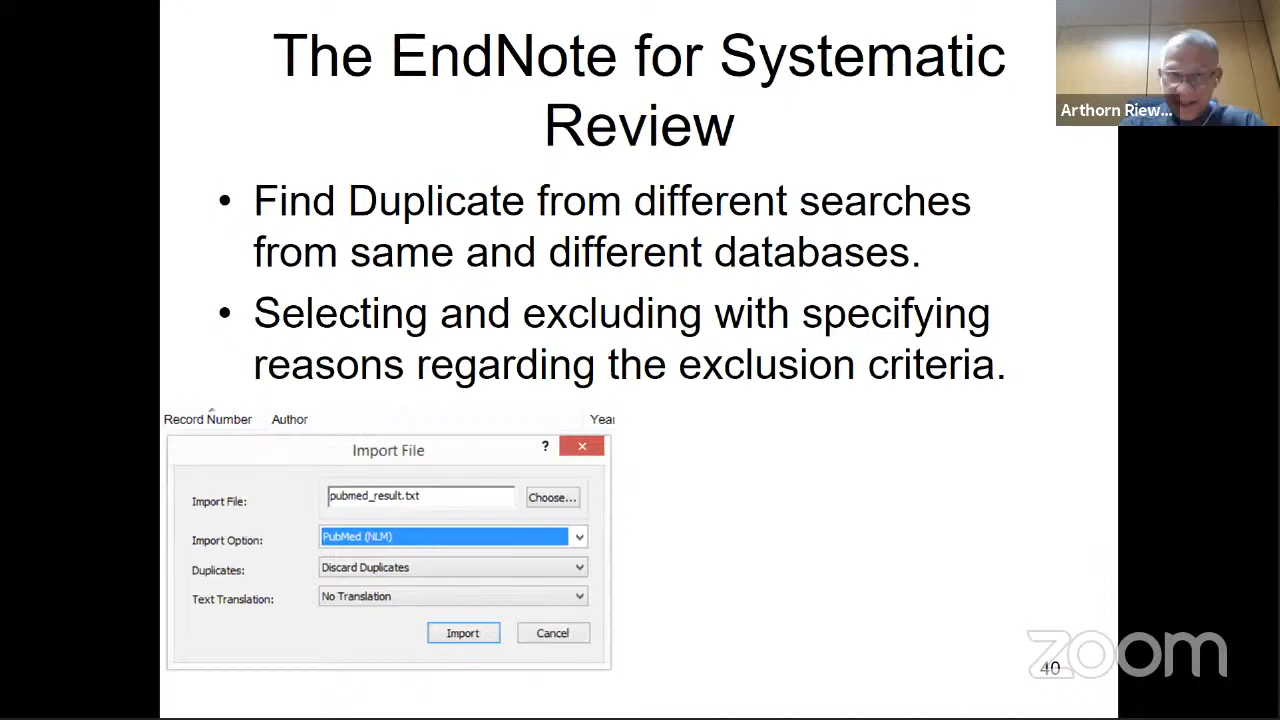 The EndNote for Systematic
Review
Arthorn Riew...
• Find Duplicate from different searches
from same and different databases.
• Selecting and excluding with specifying
reasons regarding the exclusion criteria.
Record Number Author Year
Import File ?
Import File: pubmed_result.txt Choose...
Import Option: PubMed (NLM)
Duplicates: Discard Duplicates
Text Translation: No Translation
Import Cancel
zoom
40